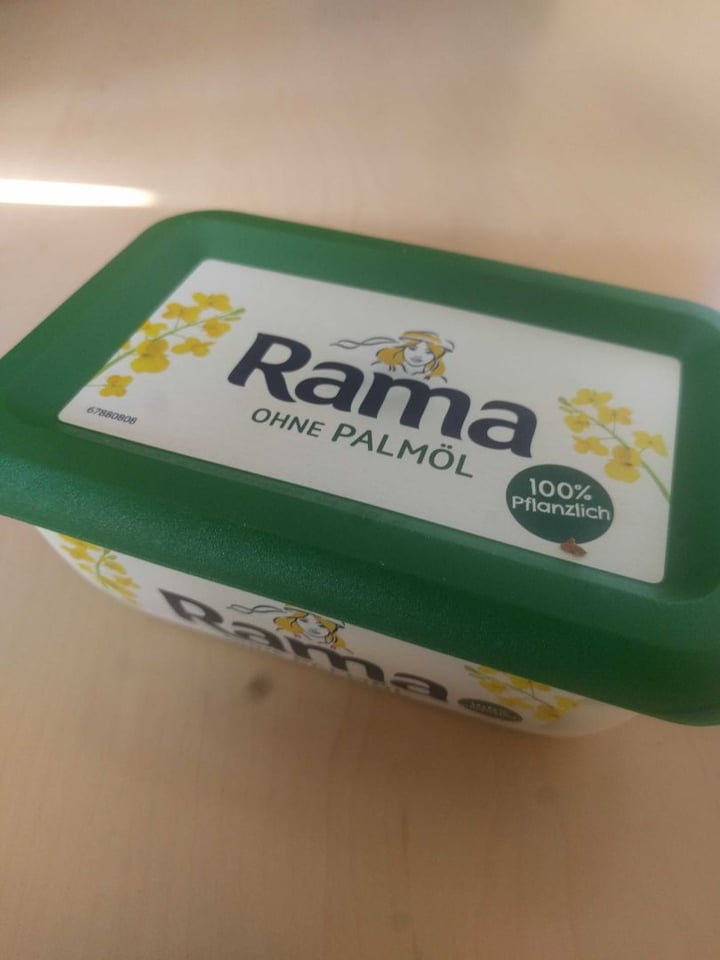 Rama
OHNE PALMÖL
67880808
100%
Pflanzlich
Rama